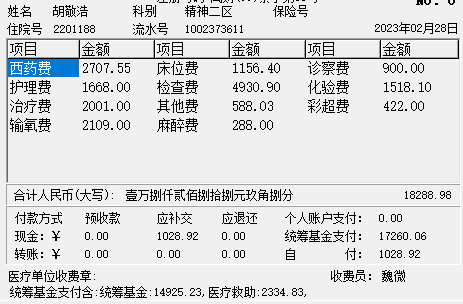 NO: 0
姓名 胡敬浩 科别 精神二区 保险号
住院号 2201188 流水号 1002373611 2023年02月28日
项目 金额 项目 金额 项目 金额
西药费 2707.55 床位费 1156.40 诊察费 900.00
护理费 1668.00 检查费 4930.90 化验费 1518.10
治疗费 2001.00 其他费 588.03 彩超费 422.00
输氧费 2109.00 麻醉费 288.00
合计人民币(大写): 壹万捌仟贰佰捌拾捌元玖角捌分 18288.98
付款方式 预收款 应补交 应退还 个人账户支付: 0.00
现金:￥ 0.00 1028.92 0.00 统筹基金支付: 17260.06
转账:￥ 0.00 0.00 0.00 自 付: 1028.92
医疗单位收费章: 收费员: 魏微
统筹基金支付含:统筹基金:14925.23,医疗救助:2334.83,